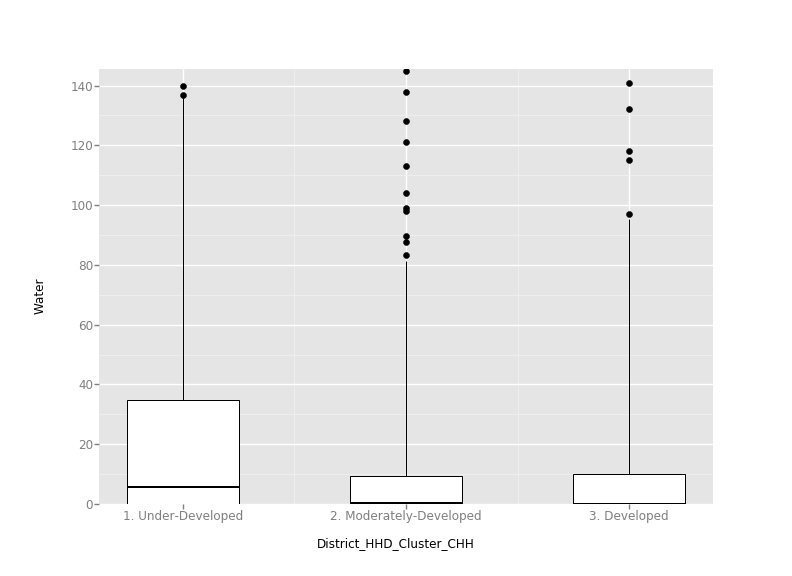 140
120
100
80
60
40
20
0
Water
1. Under-Developed 2. Moderately-Developed 3. Developed
District_HHD_Cluster_CHH